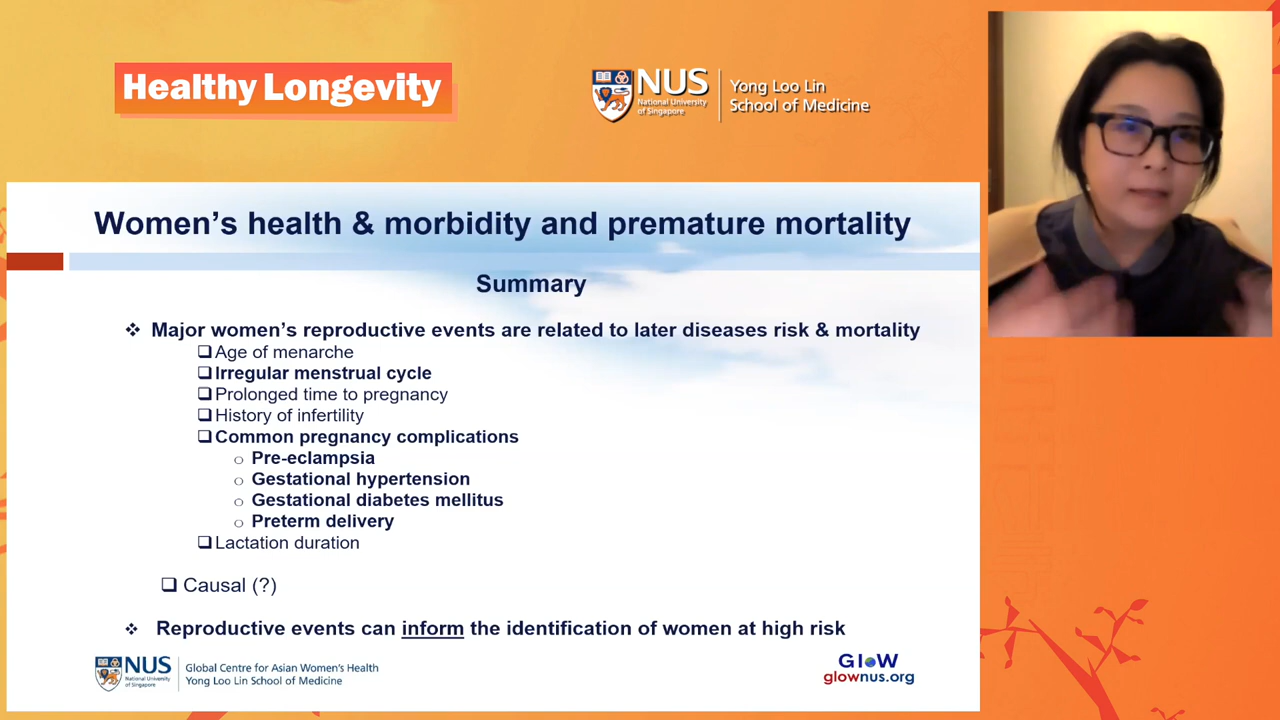 Healthy Longevity
NUS
National University
of Singapore
Yong Loo Lin
School of Medicine
Women's health & morbidity and premature mortality
Summary
❖ Major women's reproductive events are related to later diseases risk & mortality
❑ Age of menarche
❑ Irregular menstrual cycle
❑ Prolonged time to pregnancy
❑ History of infertility
❑ Common pregnancy complications
○ Pre-eclampsia
○ Gestational hypertension
○ Gestational diabetes mellitus
○ Preterm delivery
❑ Lactation duration
❑ Causal (?)
❖ Reproductive events can inform the identification of women at high risk
NUS
National University
of Singapore
Global Centre for Asian Women's Health
Yong Loo Lin School of Medicine
GloW
glownus.org